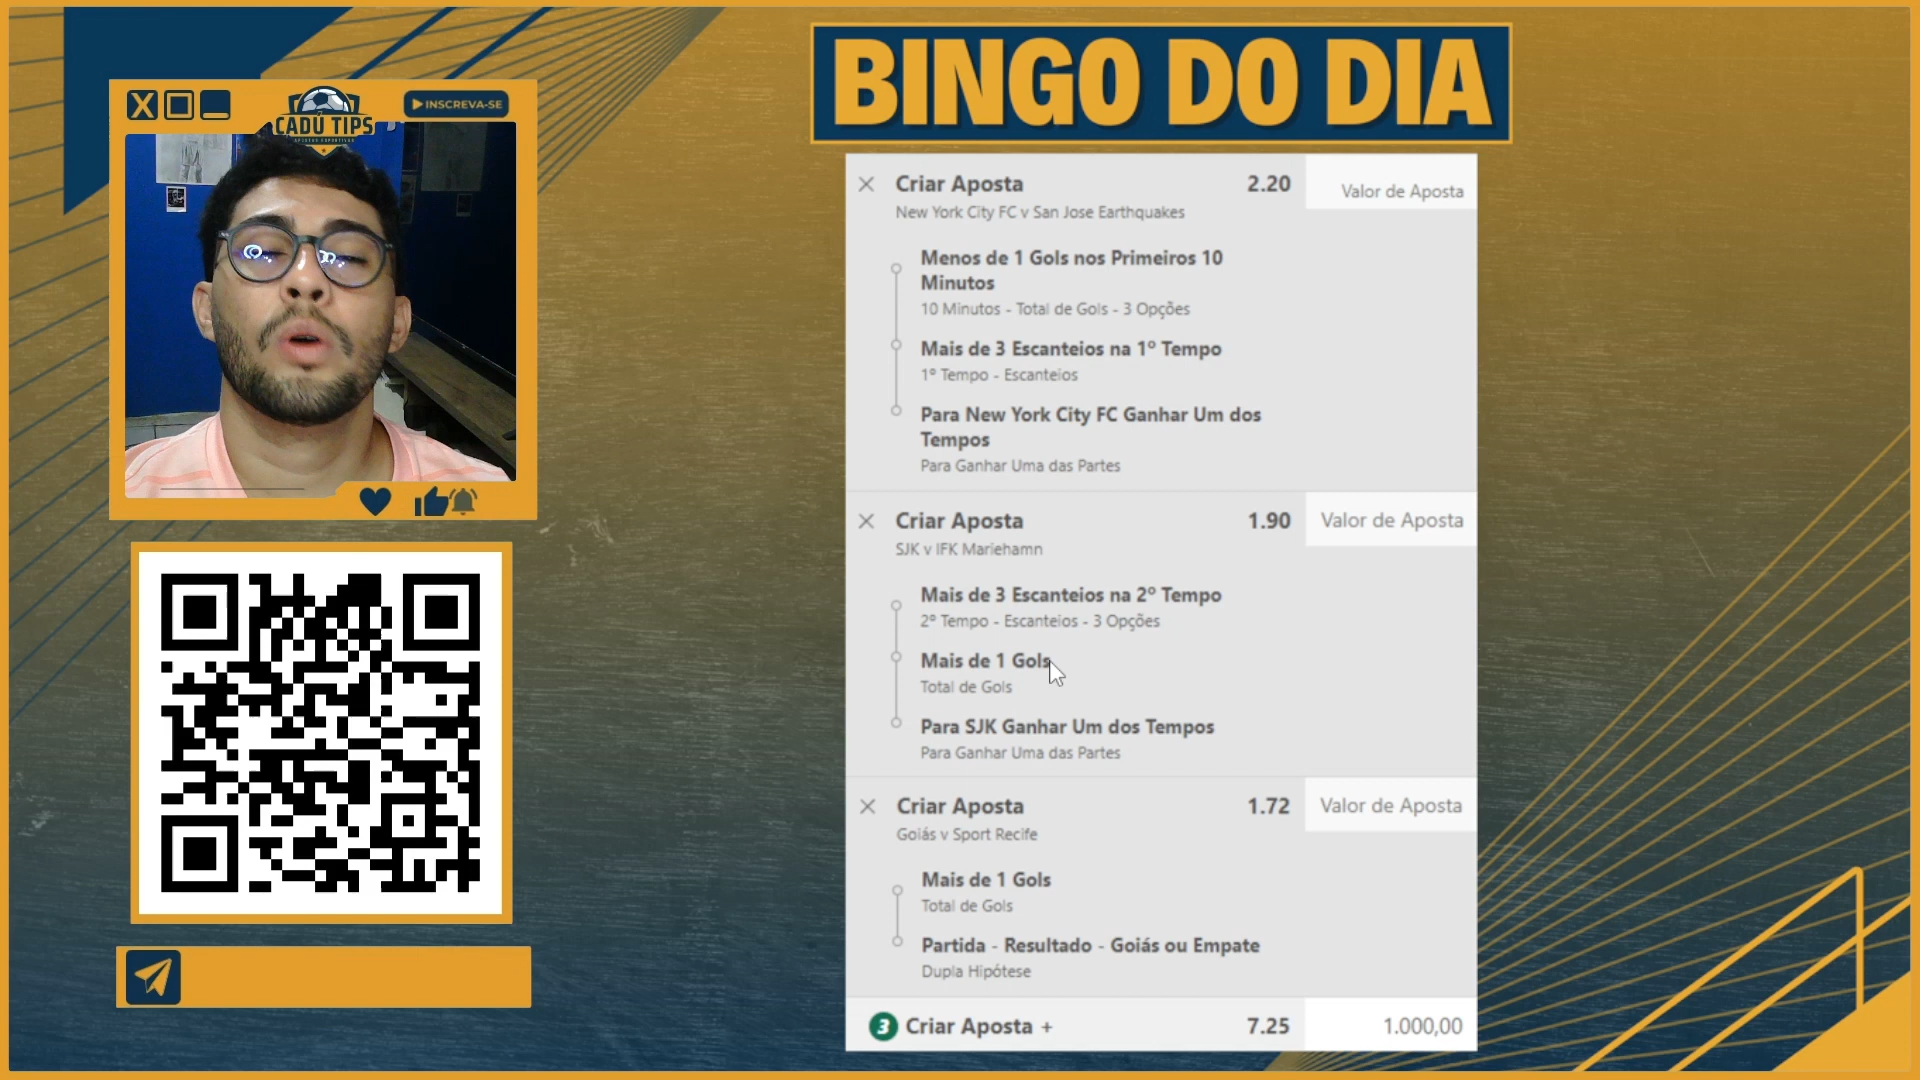 BINGO DO DIA
X
INSCREVA-SE
CADÚ TIPS
Criar Aposta 2.20 Valor de Aposta
New York City FC v San Jose Earthquakes
Menos de 1 Gols nos Primeiros 10
Minutos
10 Minutos - Total de Gols - 3 Opções
Mais de 3 Escanteios na 1º Tempo
1º Tempo - Escanteios
Para New York City FC Ganhar Um dos
Tempos
Para Ganhar Uma das Partes
Criar Aposta 1.90 Valor de Aposta
SJK v IFK Mariehamn
Mais de 3 Escanteios na 2º Tempo
2º Tempo - Escanteios - 3 Opções
Mais de 1 Gols
Total de Gols
Para SJK Ganhar Um dos Tempos
Para Ganhar Uma das Partes
Criar Aposta 1.72 Valor de Aposta
Goiás v Sport Recife
Mais de 1 Gols
Total de Gols
Partida - Resultado - Goiás ou Empate
Dupla Hipótese
3 Criar Aposta + 7.25 1.000,00